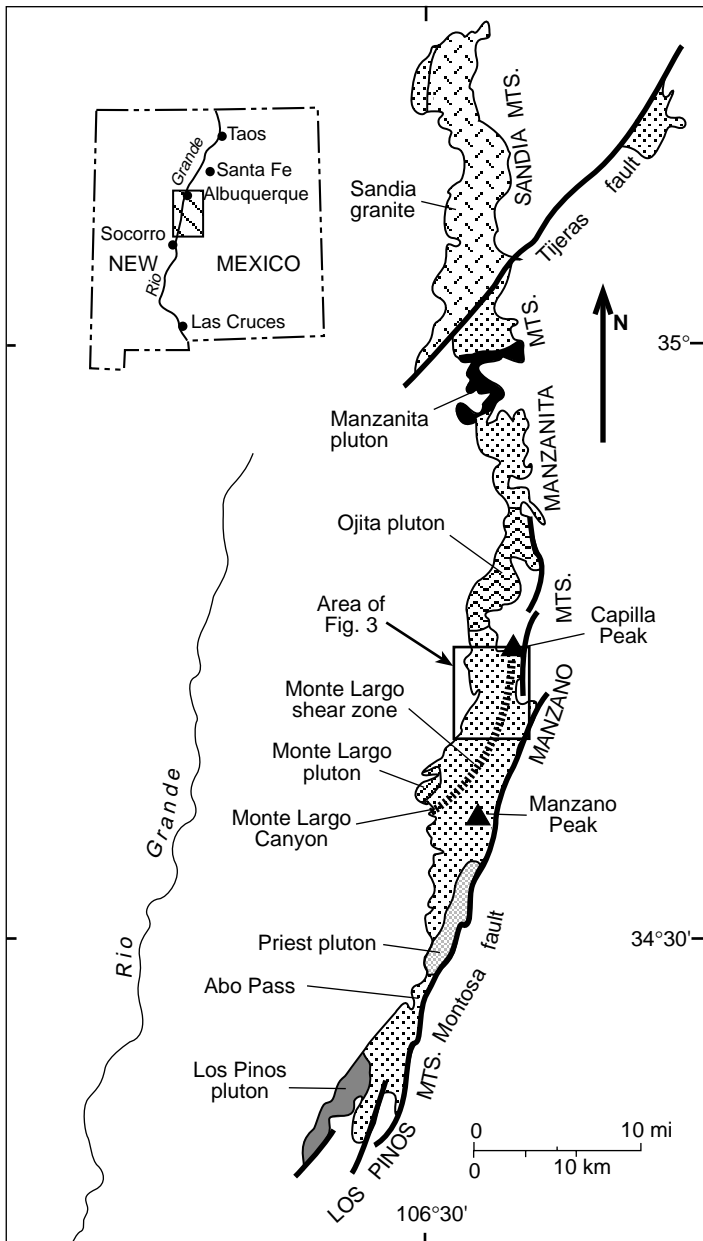 SANDIA MTS.
Taos
Santa Fe
Grande
Albuquerque
Socorro
NEW MEXICO
Rio
Las Cruces
Sandia
granite
Tijeras fault
N
35°
MTS.
MANZANITA
Manzanita
pluton
Ojita pluton
Area of
Fig. 3
MTS.
Capilla
Peak
Monte Largo
shear zone
MANZANO
Monte Largo
pluton
Manzano
Peak
Monte Largo
Canyon
Rio Grande
34°30'
Priest pluton
Abo Pass
Montosa fault
Los Pinos
pluton
LOS PINOS MTS.
0 10 mi
0 10 km
106°30'